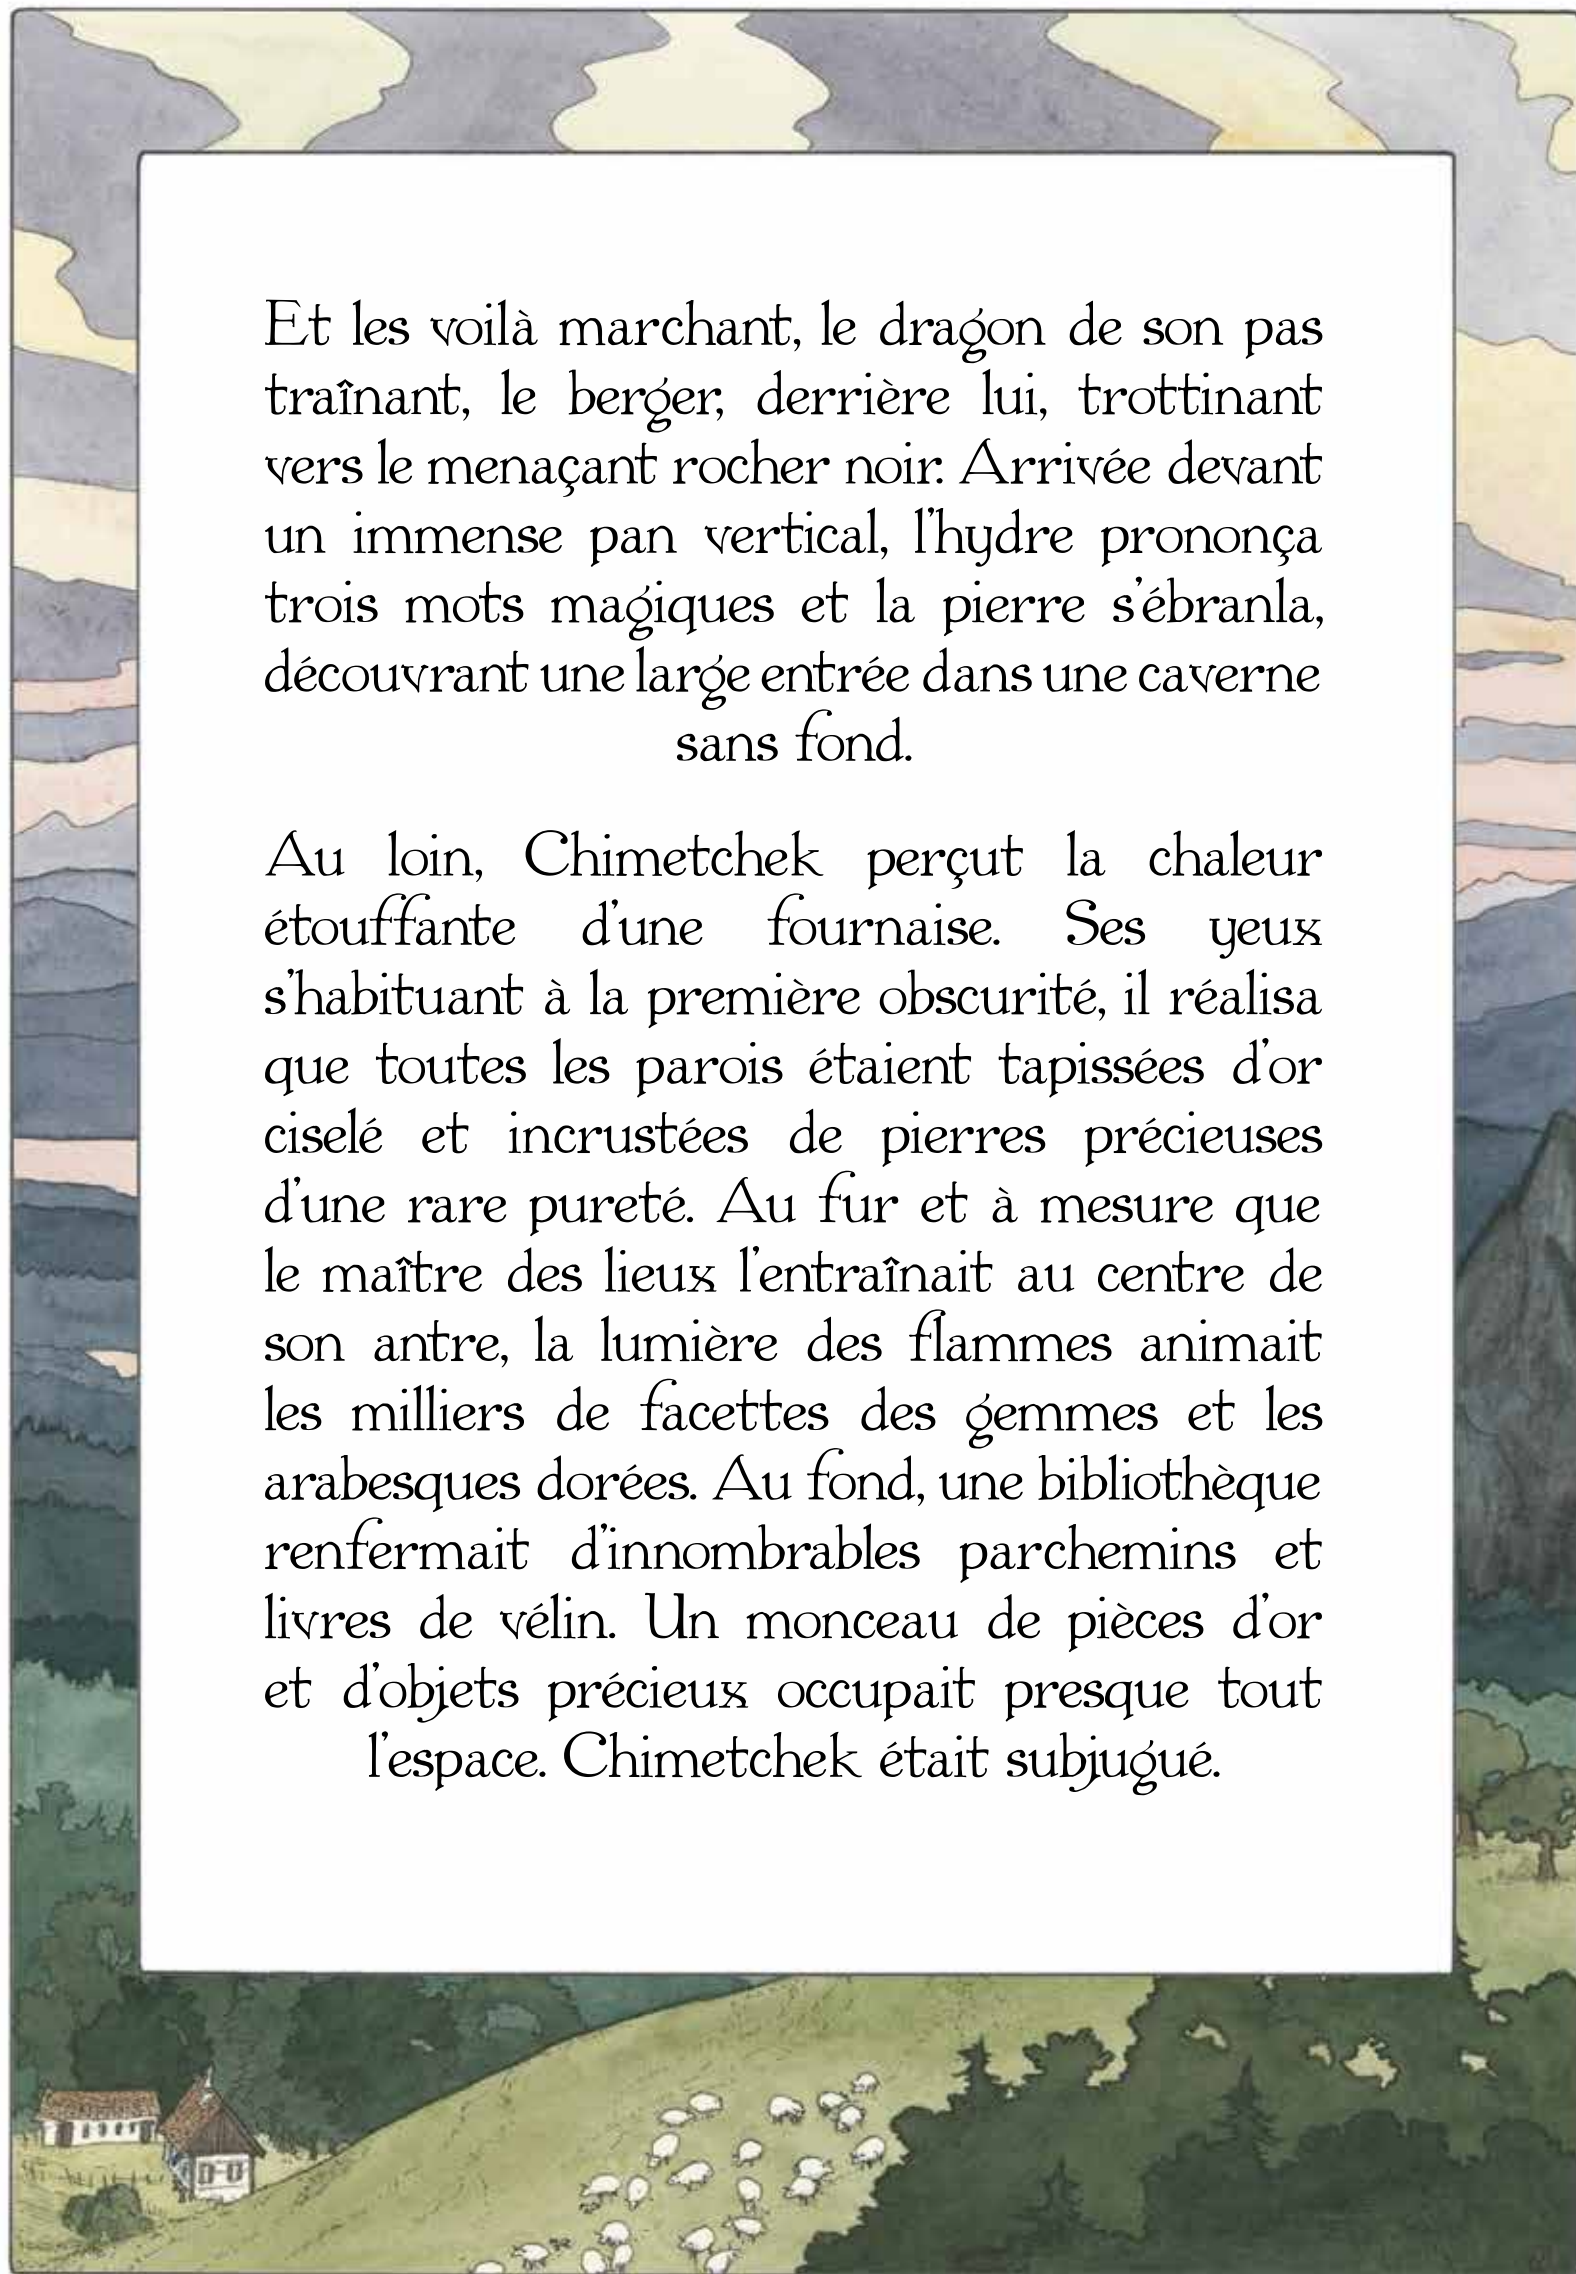 Et les voilà marchant, le dragon de son pas
traînant, le berger, derrière lui, trottinant
vers le menaçant rocher noir. Arrivée devant
un immense pan vertical, l'hydre prononça
trois mots magiques et la pierre s'ébranla,
découvrant une large entrée dans une caverne
sans fond.
Au loin, Chimetchek perçut la chaleur
étouffante d'une fournaise. Ses yeux
s'habituant à la première obscurité, il réalisa
que toutes les parois étaient tapissées d'or
ciselé et incrustées de pierres précieuses
d'une rare pureté. Au fur et à mesure que
le maître des lieux l'entraînait au centre de
son antre, la lumière des flammes animait
les milliers de facettes des gemmes et les
arabesques dorées. Au fond, une bibliothèque
renfermait d'innombrables parchemins et
livres de vélin. Un monceau de pièces d'or
et d'objets précieux occupait presque tout
l'espace. Chimetchek était subjugué.